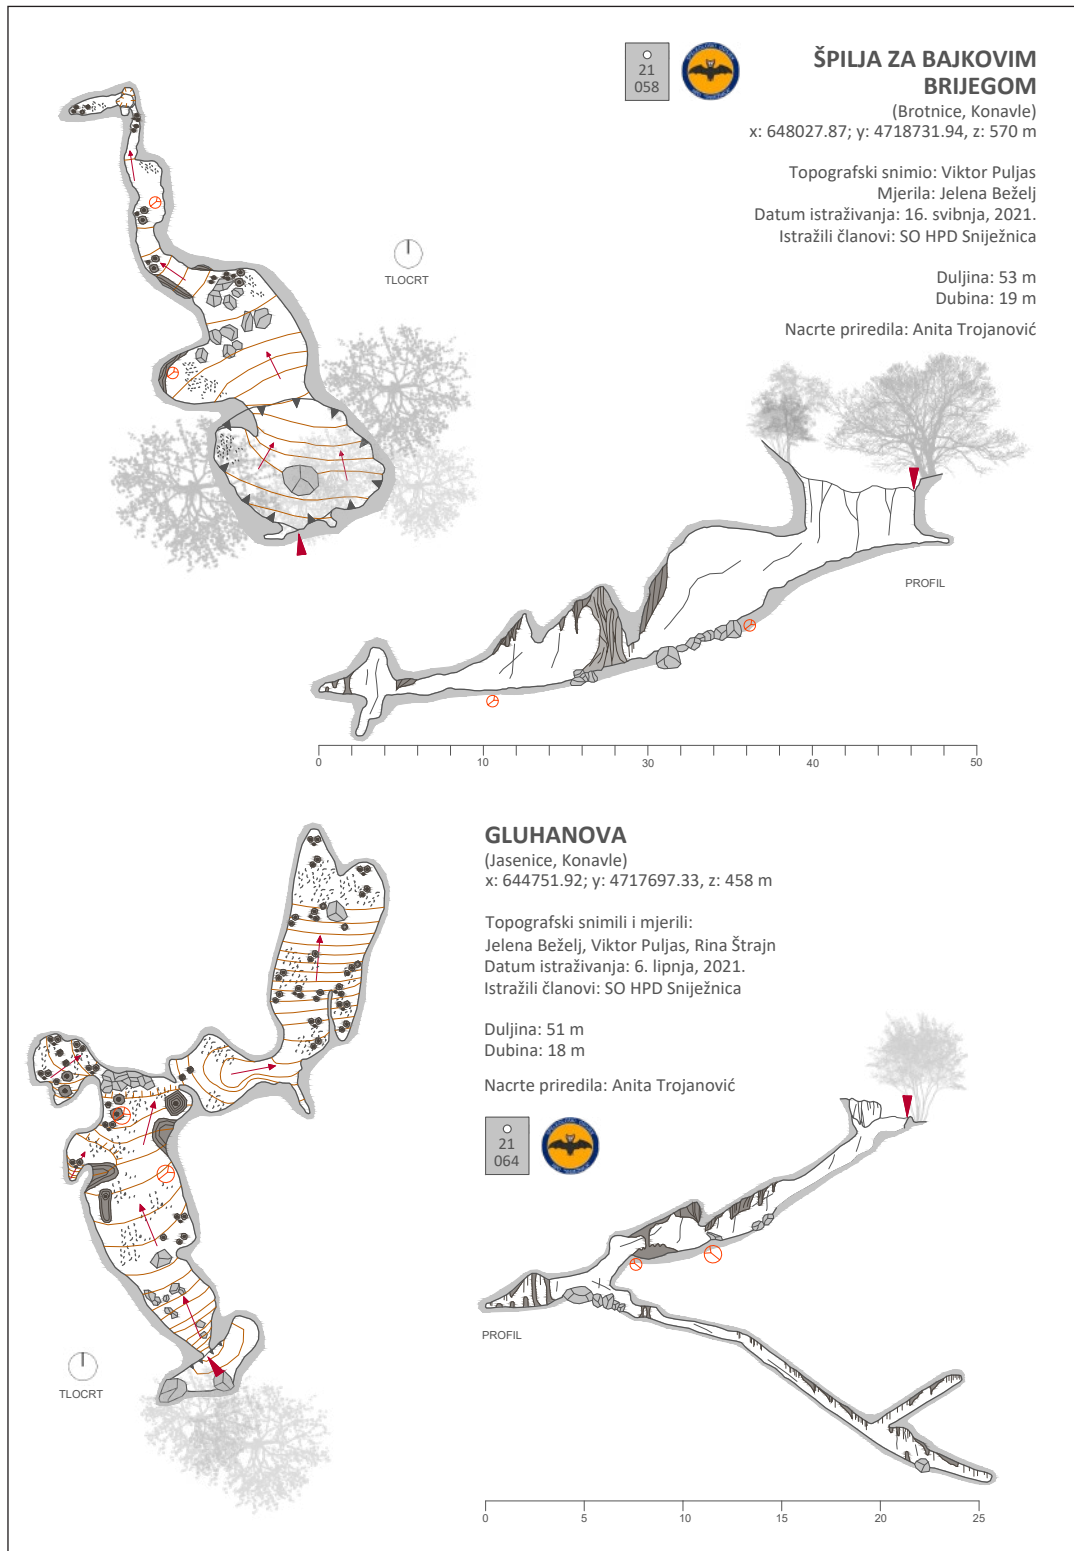 21
058
ŠPILJA ZA BAJKOVIM
BRIJEGOM
(Brotnice, Konavle)
x: 648027.87; y: 4718731.94, z: 570 m
Topografski snimio: Viktor Puljas
Mjerila: Jelena Beželj
Datum istraživanja: 16. svibnja, 2021.
Istražili članovi: SO HPD Sniježnica
Duljina: 53 m
Dubina: 19 m
Nacrte priredila: Anita Trojanović
TLOCRT
PROFIL
0 10 30 40 50
GLUHANOVA
(Jasenice, Konavle)
x: 644751.92; y: 4717697.33, z: 458 m
Topografski snimili i mjerili:
Jelena Beželj, Viktor Puljas, Rina Štrajn
Datum istraživanja: 6. lipnja, 2021.
Istražili članovi: SO HPD Sniježnica
Duljina: 51 m
Dubina: 18 m
Nacrte priredila: Anita Trojanović
21
064
PROFIL
TLOCRT
0 5 10 15 20 25